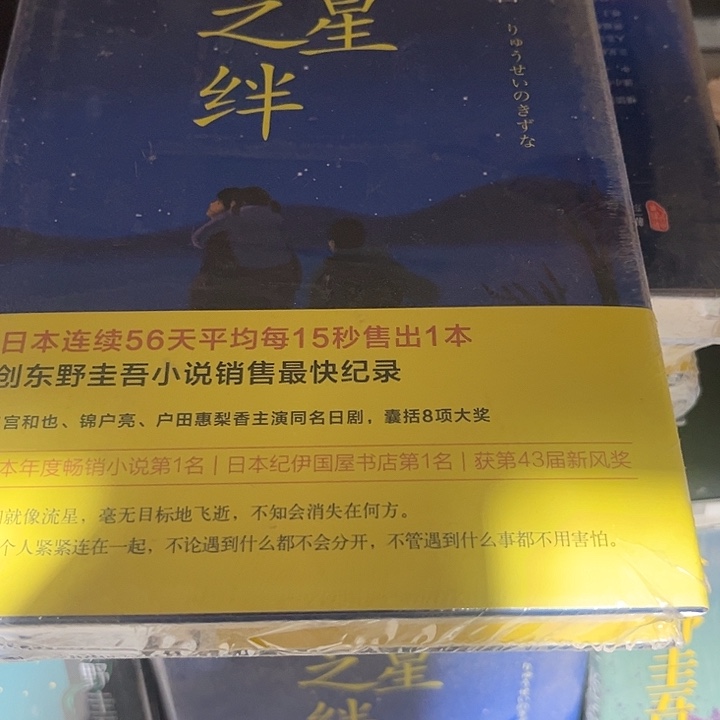 星
之
绊
りゅうせいのきずな
日本连续56天平均每15秒售出1本
创东野圭吾小说销售最快纪录
宫和也、锦户亮、户田惠梨香主演同名日剧，囊括8项大奖
本年度畅销小说第1名|日本纪伊国屋书店第1名|获第43届新风奖
就像流星，毫无目标地飞逝，不知会消失在何方。
个人紧紧连在一起，不论遇到什么都不会分开，不管遇到什么事都不用害怕。
星
之
绊
野圭
圭吾